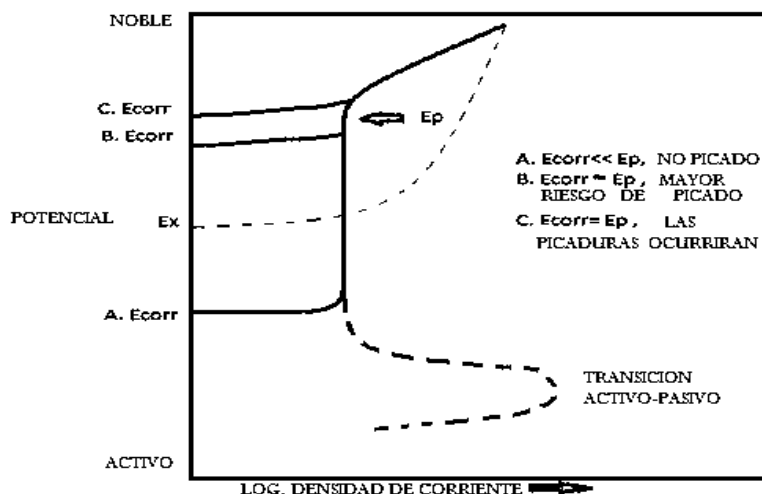 NOBLE
C. Ecorr
B. Ecorr
Ep
A. Ecorr<< Ep, NO PICADO
B. Ecorr ≈ Ep, MAYOR
RIESGO DE PICADO
C. Ecorr= Ep, LAS
PICADURAS OCURRIRAN
POTENCIAL
Ex
A. Ecorr
TRANSICION
ACTIVO-PASIVO
ACTIVO
LOG. DENSIDAD DE CORRIENTE